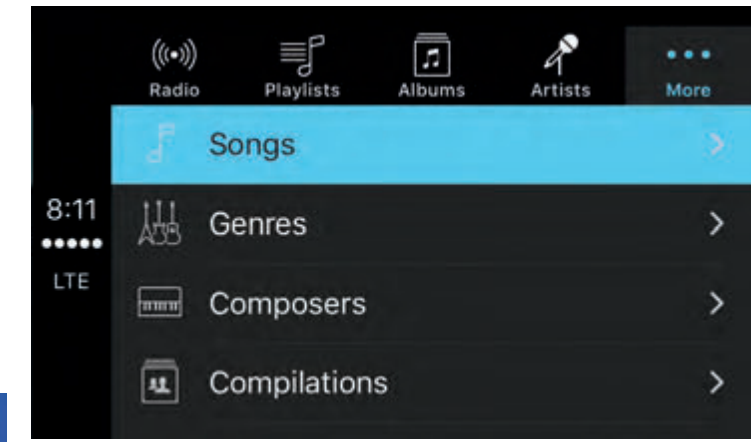 Radio Playlists Albums Artists More
Songs
8:11
Genres
LTE
Composers
Compilations